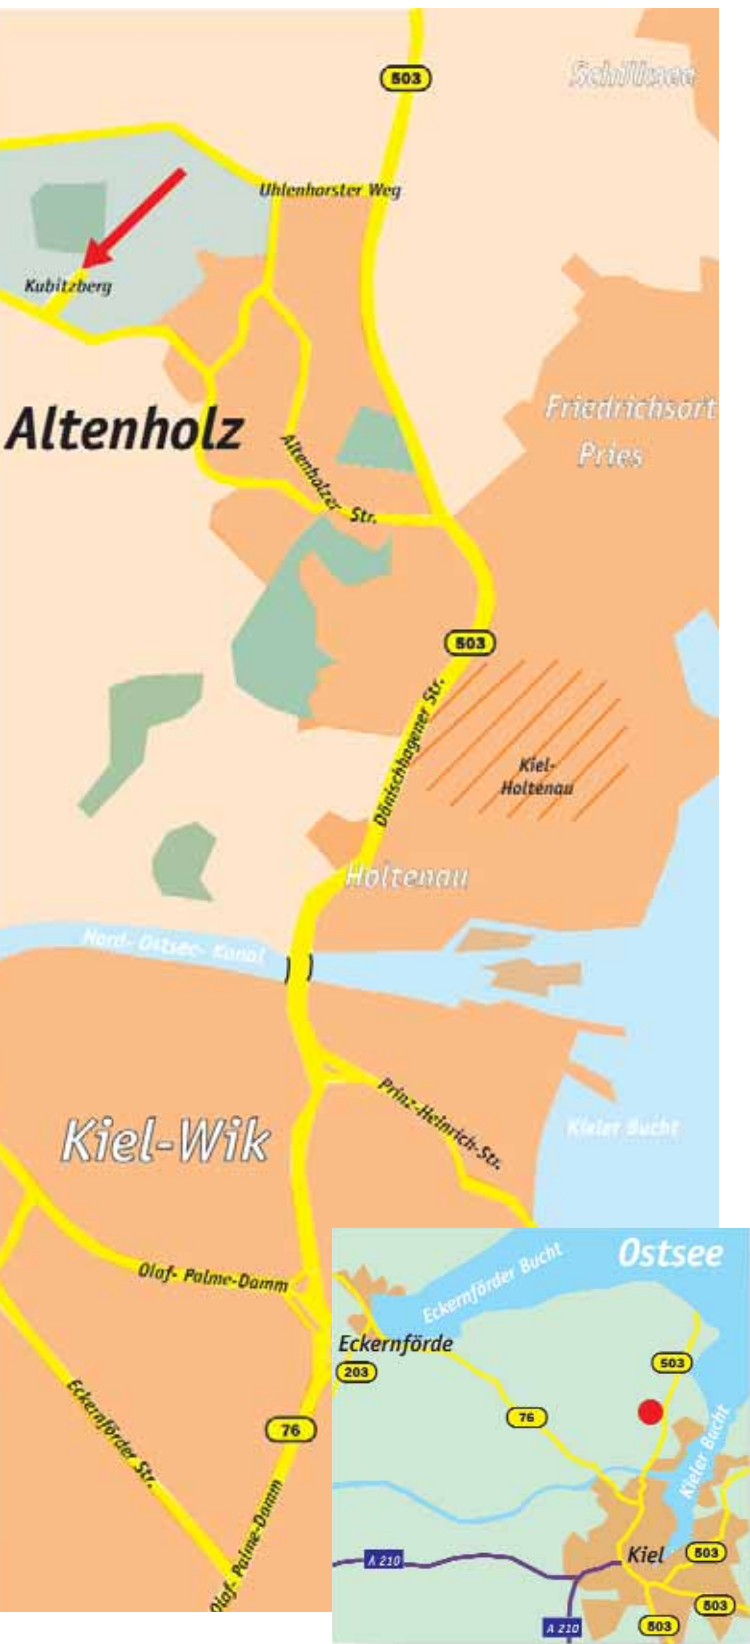 503
Schilksee
Uhlenhorster Weg
Kubitzberg
Altenholz
Friedrichsort
Pries
Altenholzer Str.
503
Dönischhagener Str.
Kiel-
Holtenau
Holtenau
Nord- Ostsee- Kanal
Prinz-Heinrich-Str.
Kieler Bucht
Kiel-Wik
Olaf- Palme-Damm
Eckernförder Str.
76
Olaf- Palme-Damm
Ostsee
Eckernförder Bucht
Eckernförde
203
503
76
Kieler Bucht
Kiel
503
A 210
503
A 210
503